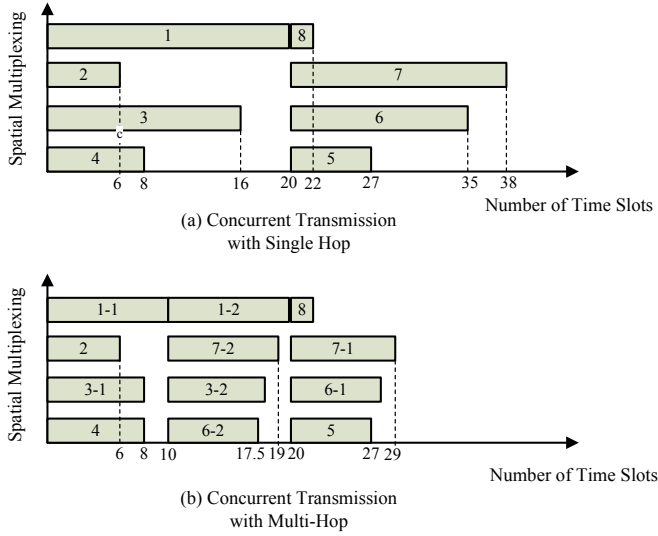 Spatial Multiplexing
1
8
2
7
3
6
c
4
5
6 8 16 20 22 27 35 38
Number of Time Slots
(a) Concurrent Transmission
with Single Hop
Spatial Multiplexing
1-1 1-2 8
2 7-2 7-1
3-1 3-2 6-1
4 6-2 5
6 8 10 17.5 19 20 27 29
Number of Time Slots
(b) Concurrent Transmission
with Multi-Hop